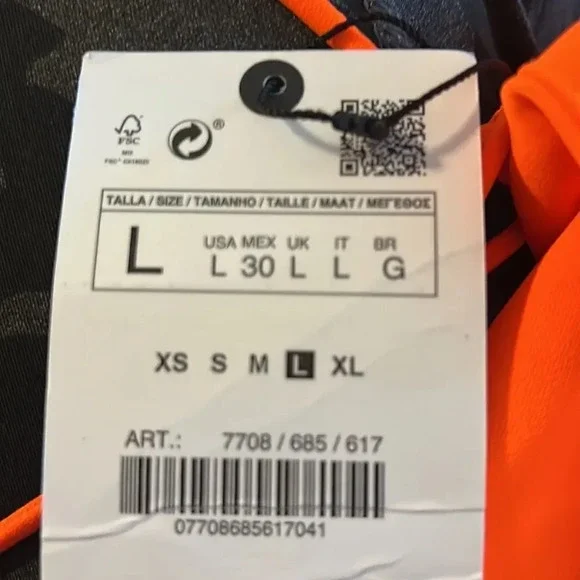 ®
FSC
TALLA / SIZE / TAMANHO / TAILLE / MAAT / ΜΕΓΕΘΟΣ
L
USA MEX UK IT BR
L 30 L L G
XS S M L XL
ART.: 7708 / 685 / 617
07708685617041